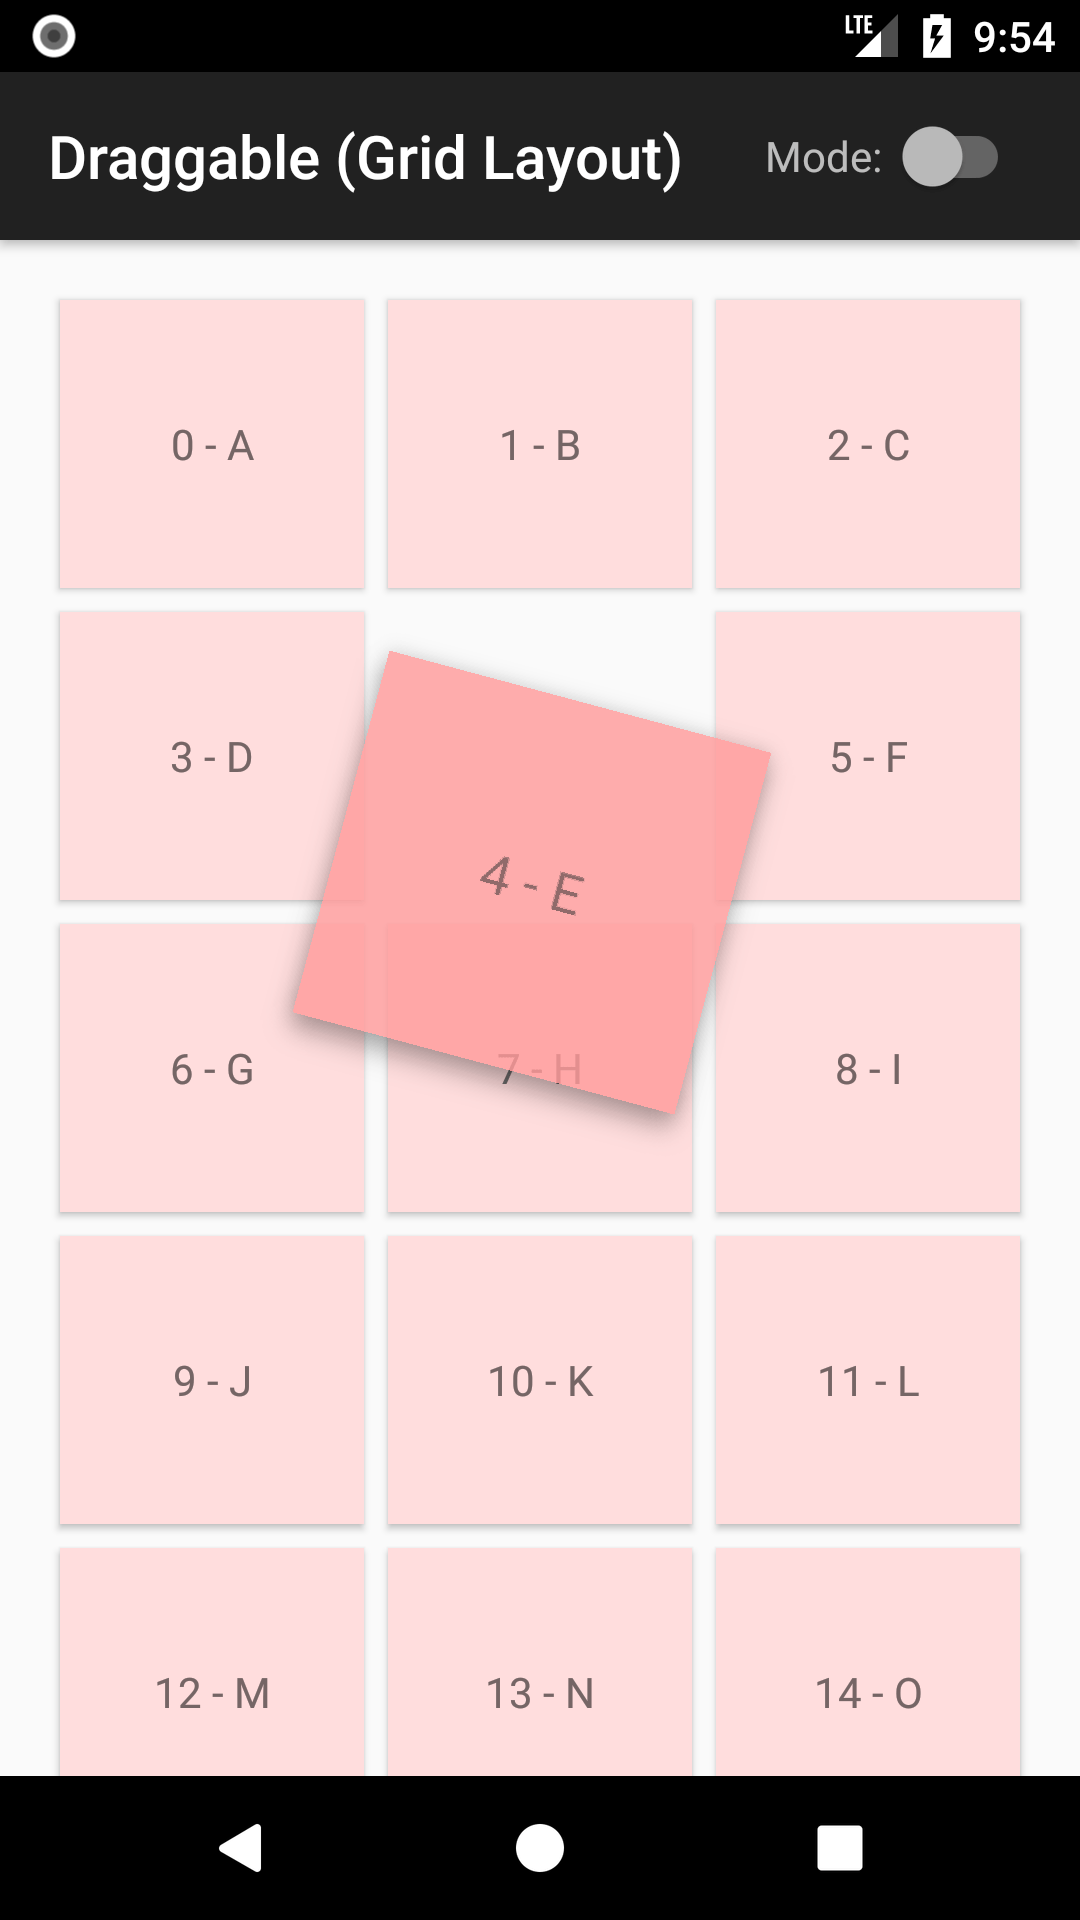 LTE 9:54
Draggable (Grid Layout) Mode:
0 - A 1 - B 2 - C
3 - D 5 - F
4 - E
6 - G 7 - H 8 - I
9 - J 10 - K 11 - L
12 - M 13 - N 14 - O